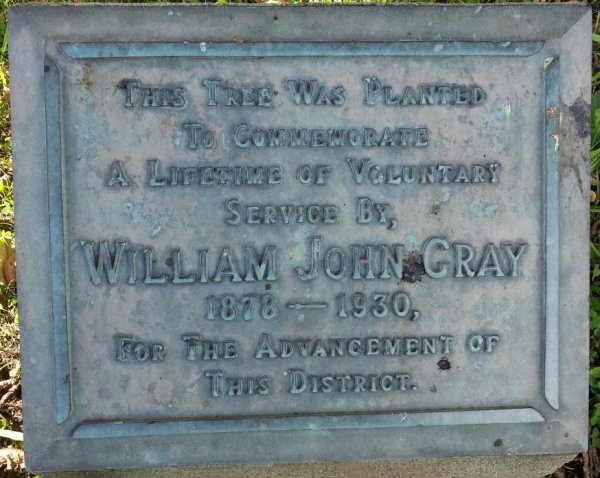 This Tree Was Planted
To Commemorate
A Lifetime of Voluntary
Service By,
William John Gray
1878 — 1930,
For The Advancement of
This District.